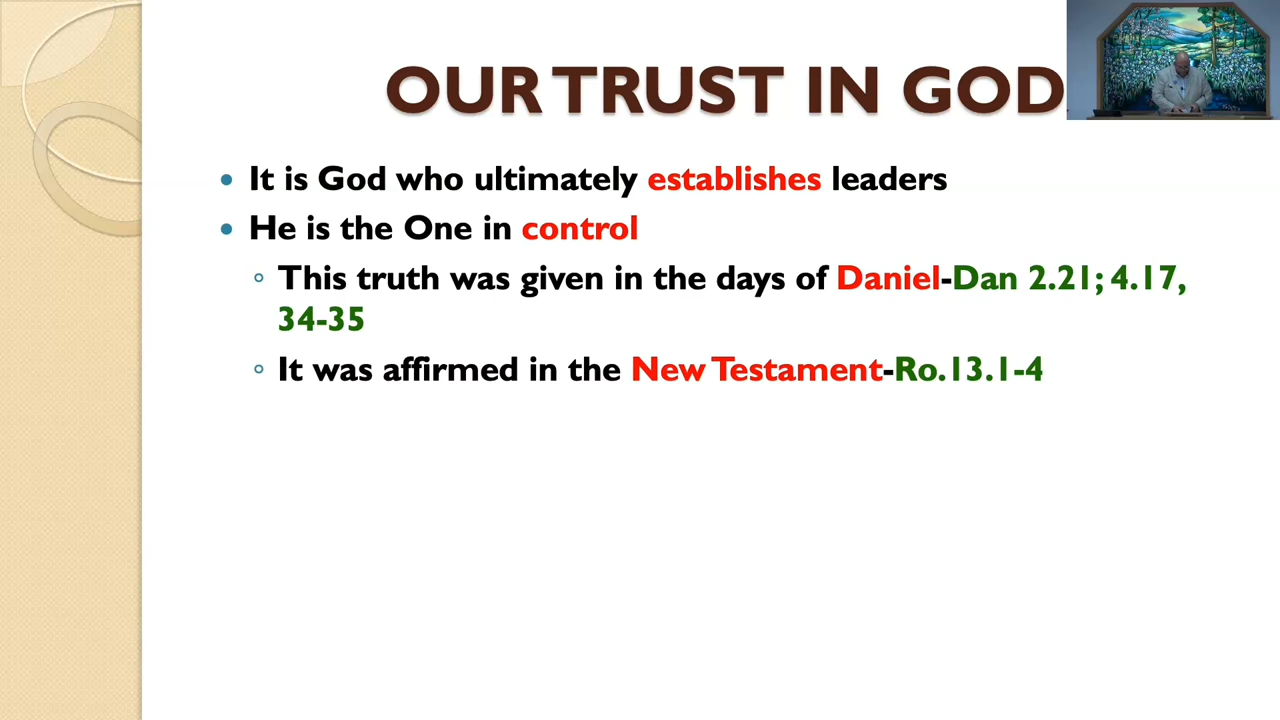 OUR TRUST IN GOD
• It is God who ultimately establishes leaders
• He is the One in control
◦ This truth was given in the days of Daniel-Dan 2.21; 4.17,
34-35
◦ It was affirmed in the New Testament-Ro.13.1-4